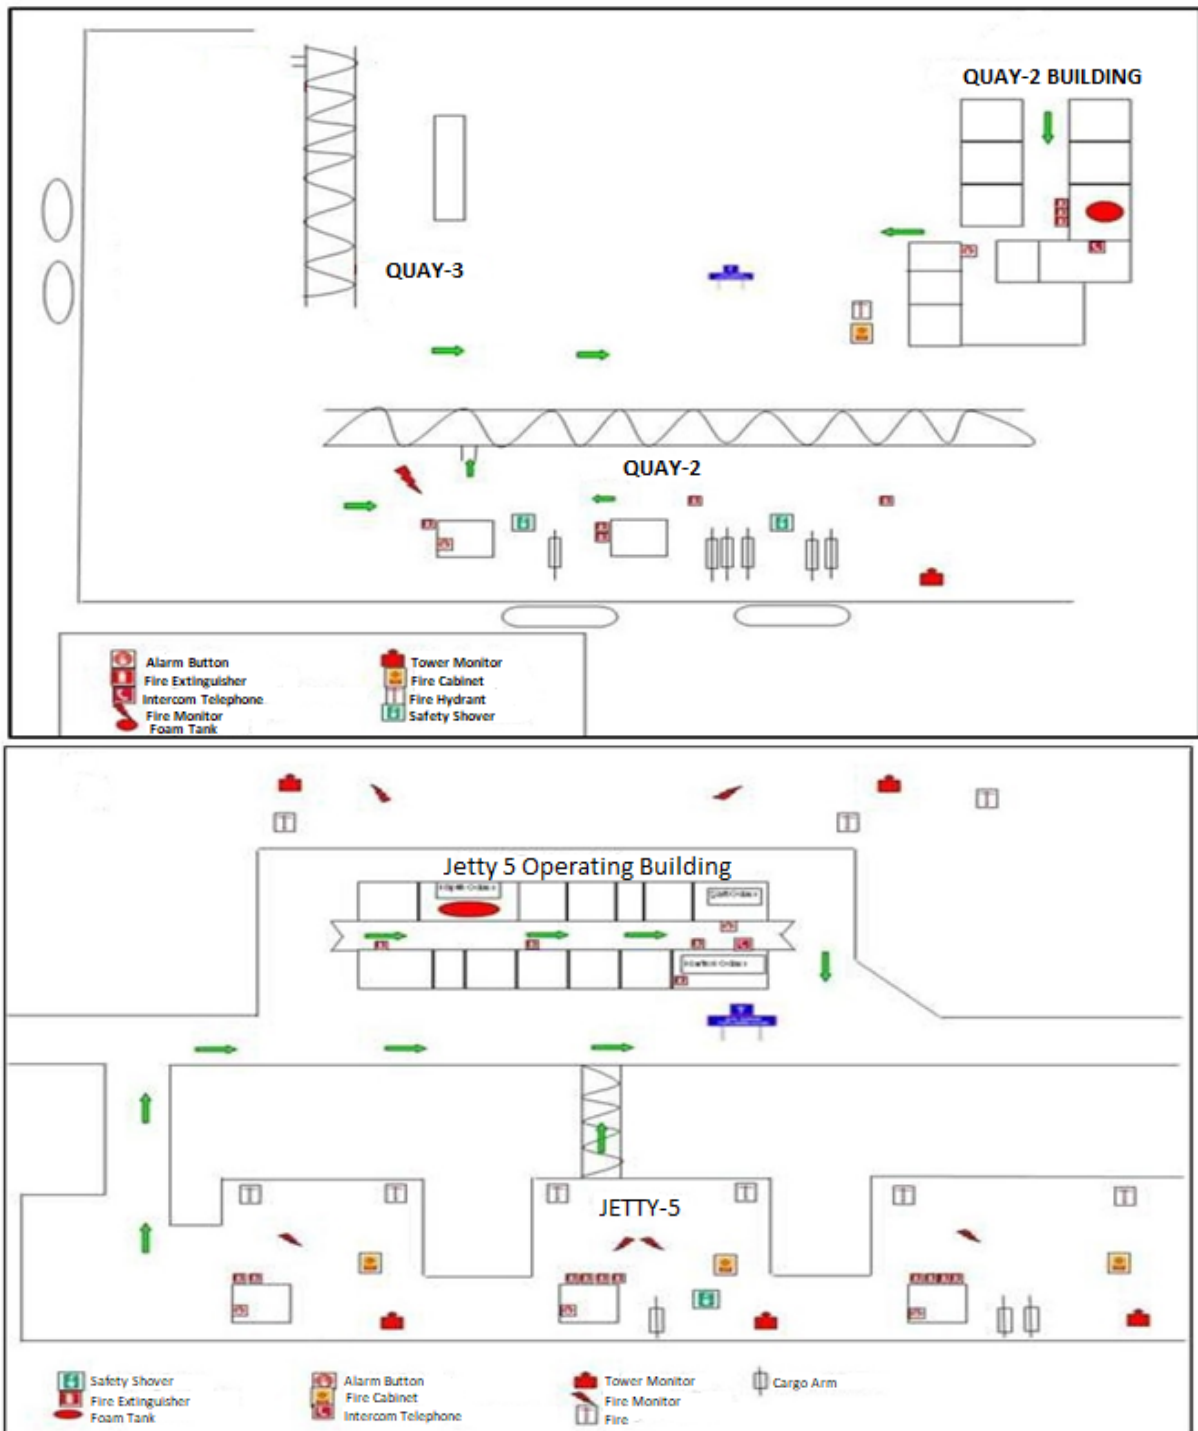 QUAY-2 BUILDING
QUAY-3
QUAY-2
Alarm Button
Fire Extinguisher
Intercom Telephone
Fire Monitor
Foam Tank
Tower Monitor
Fire Cabinet
Fire Hydrant
Safety Shover
Jetty 5 Operating Building
JETTY-5
Safety Shover
Fire Extinguisher
Foam Tank
Alarm Button
Fire Cabinet
Intercom Telephone
Tower Monitor
Fire Monitor
Fire
Cargo Arm